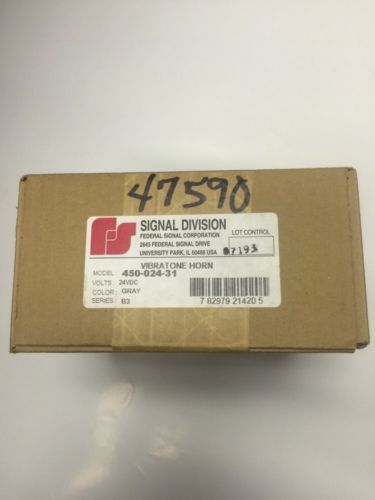 47590
SIGNAL DIVISION
FEDERAL SIGNAL CORPORATION
2645 FEDERAL SIGNAL DRIVE
UNIVERSITY PARK, IL 60466 USA
LOT CONTROL
07193
VIBRATONE HORN
MODEL: 450-024-31
VOLTS : 24VDC
COLOR : GRAY
SERIES : B3
7 82979 21420 5